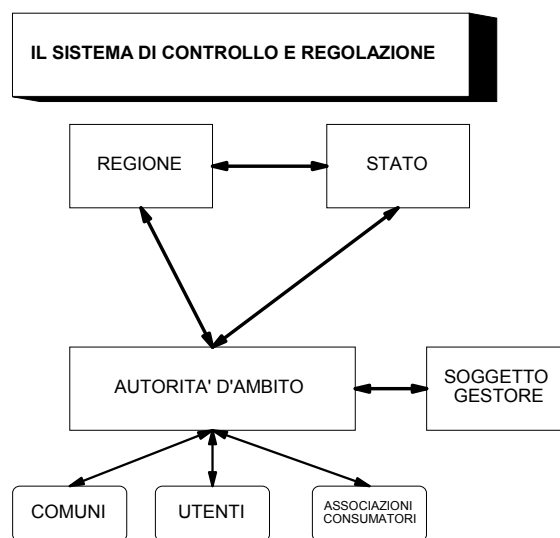 IL SISTEMA DI CONTROLLO E REGOLAZIONE
REGIONE
STATO
AUTORITA' D'AMBITO
SOGGETTO
GESTORE
COMUNI
UTENTI
ASSOCIAZIONI
CONSUMATORI